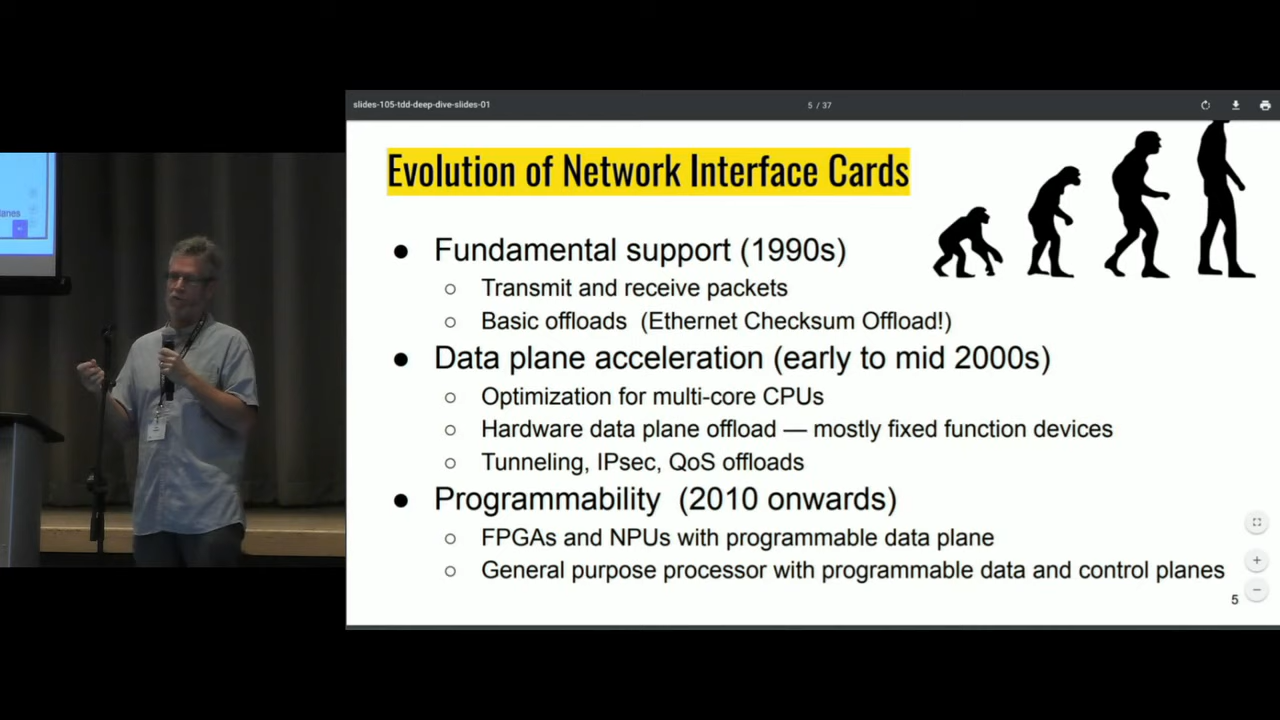 slides-105-tdd-deep-dive-slides-01
5 / 37
Evolution of Network Interface Cards
● Fundamental support (1990s)
○ Transmit and receive packets
○ Basic offloads (Ethernet Checksum Offload!)
● Data plane acceleration (early to mid 2000s)
○ Optimization for multi-core CPUs
○ Hardware data plane offload — mostly fixed function devices
○ Tunneling, IPsec, QoS offloads
● Programmability (2010 onwards)
○ FPGAs and NPUs with programmable data plane
○ General purpose processor with programmable data and control planes
5
lanes